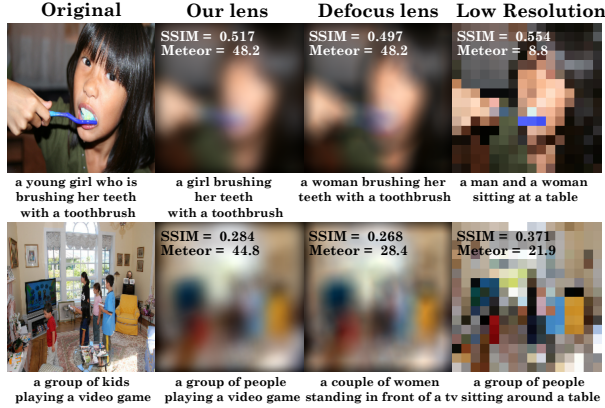 Original
Our lens
Defocus lens
Low Resolution
SSIM = 0.517
Meteor = 48.2
SSIM = 0.497
Meteor = 48.2
SSIM = 0.554
Meteor = 8.8
a young girl who is
brushing her teeth
with a toothbrush
a girl brushing
her teeth
with a toothbrush
a woman brushing her
teeth with a toothbrush
a man and a woman
sitting at a table
SSIM = 0.284
Meteor = 44.8
SSIM = 0.268
Meteor = 28.4
SSIM = 0.371
Meteor = 21.9
a group of kids
playing a video game
a group of people
playing a video game
a couple of women
standing in front of a tv
a group of people
sitting around a table